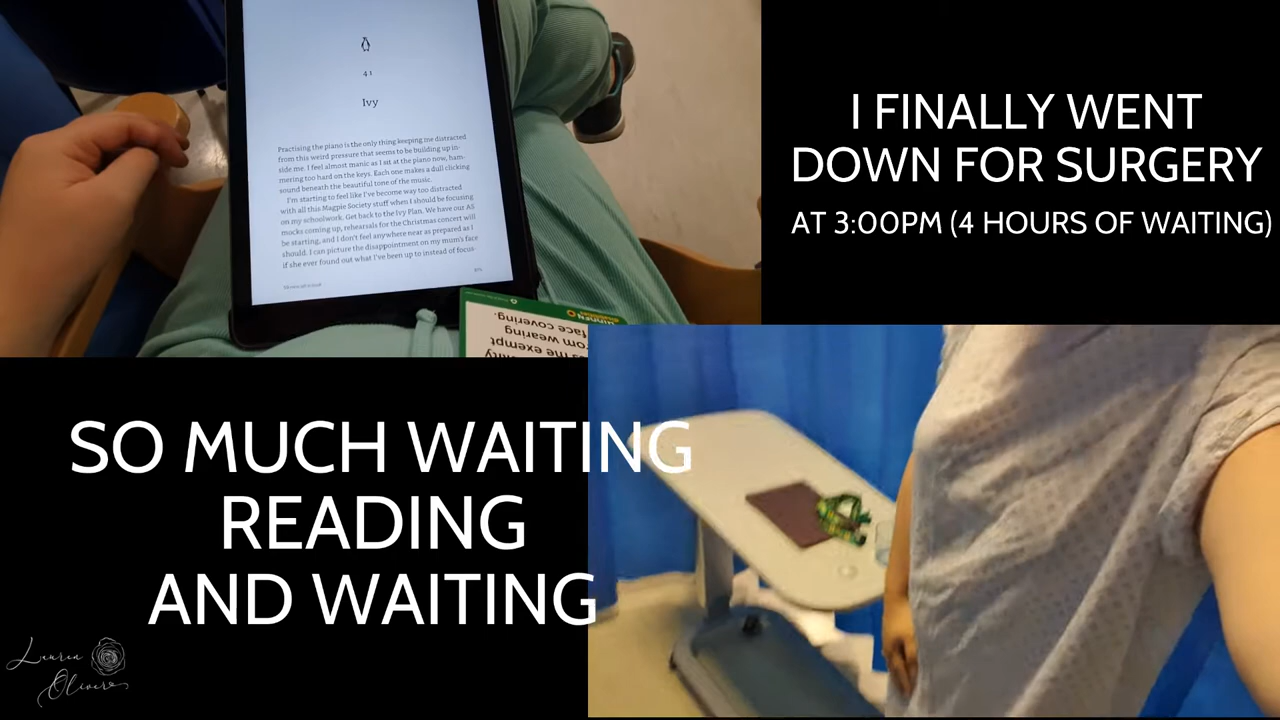 41
Ivy
Practising the piano is the only thing keeping me distracted
from this weird pressure that seems to be building up in-
side me. I feel almost manic as I sit at the piano now, ham-
mering too hard on the keys. Each one makes a dull clicking
sound beneath the beautiful tone of the music.
I'm starting to feel like I've become way too distracted
with all this Magpie Society stuff when I should be focusing
on my schoolwork. Get back to the Ivy Plan. We have our AS
mocks coming up, rehearsals for the Christmas concert will
be starting, and I don't feel anywhere near as prepared as I
should. I can picture the disappointment on my mum's face
if she ever found out what I've been up to instead of focus-
I FINALLY WENT
DOWN FOR SURGERY
AT 3:00PM (4 HOURS OF WAITING)
exempt
from wearing
face covering.
SO MUCH WAITING
READING
AND WAITING
Lauren
Olivera